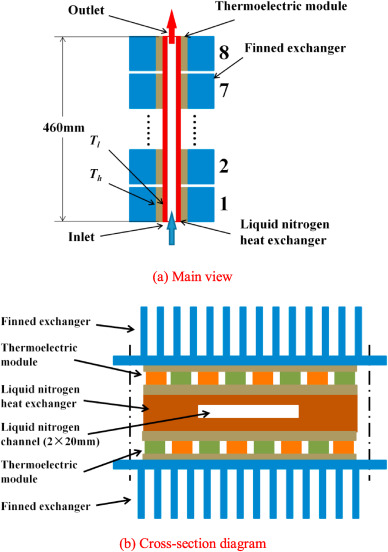 Outlet
Thermoelectric module
Finned exchanger
8
7
460mm
Tl
2
Th
1
Inlet
Liquid nitrogen
heat exchanger
(a) Main view
Finned exchanger
Thermoelectric
module
Liquid nitrogen
heat exchanger
Liquid nitrogen
channel (2×20mm)
Thermoelectric
module
Finned exchanger
(b) Cross-section diagram